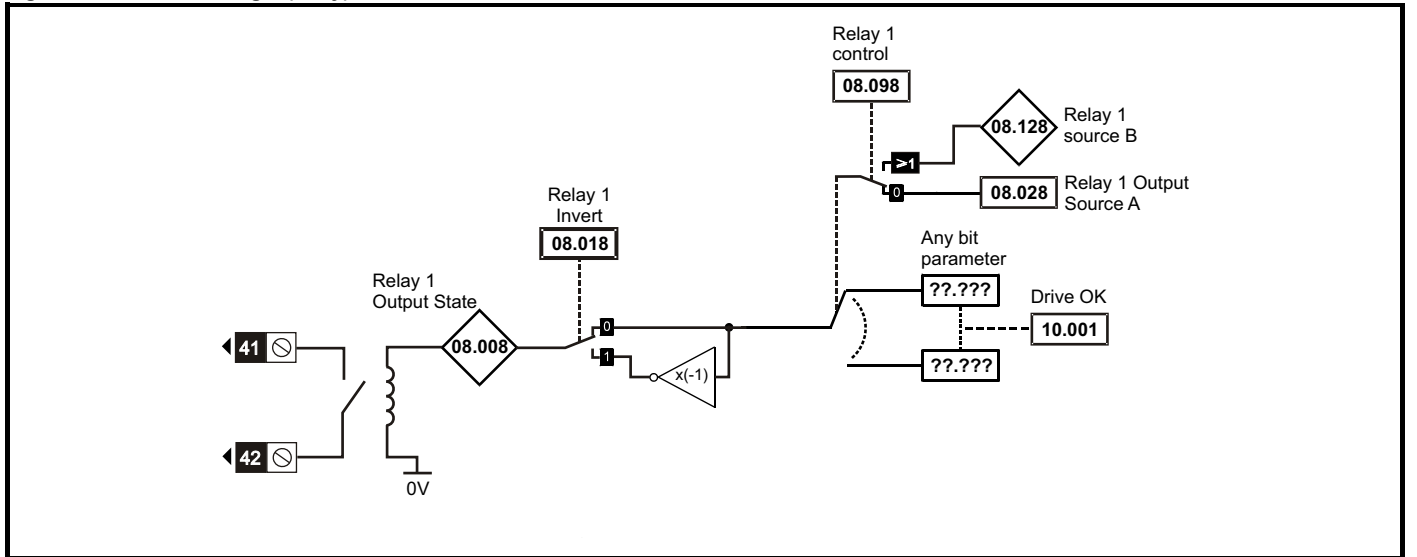 Relay 1
control
08.098
08.128
Relay 1
source B
>1
0
08.028
Relay 1 Output
Source A
Relay 1
Invert
08.018
Any bit
parameter
??.???
Drive OK
10.001
??.???
Relay 1
Output State
08.008
0
1
x(-1)
41
42
0V